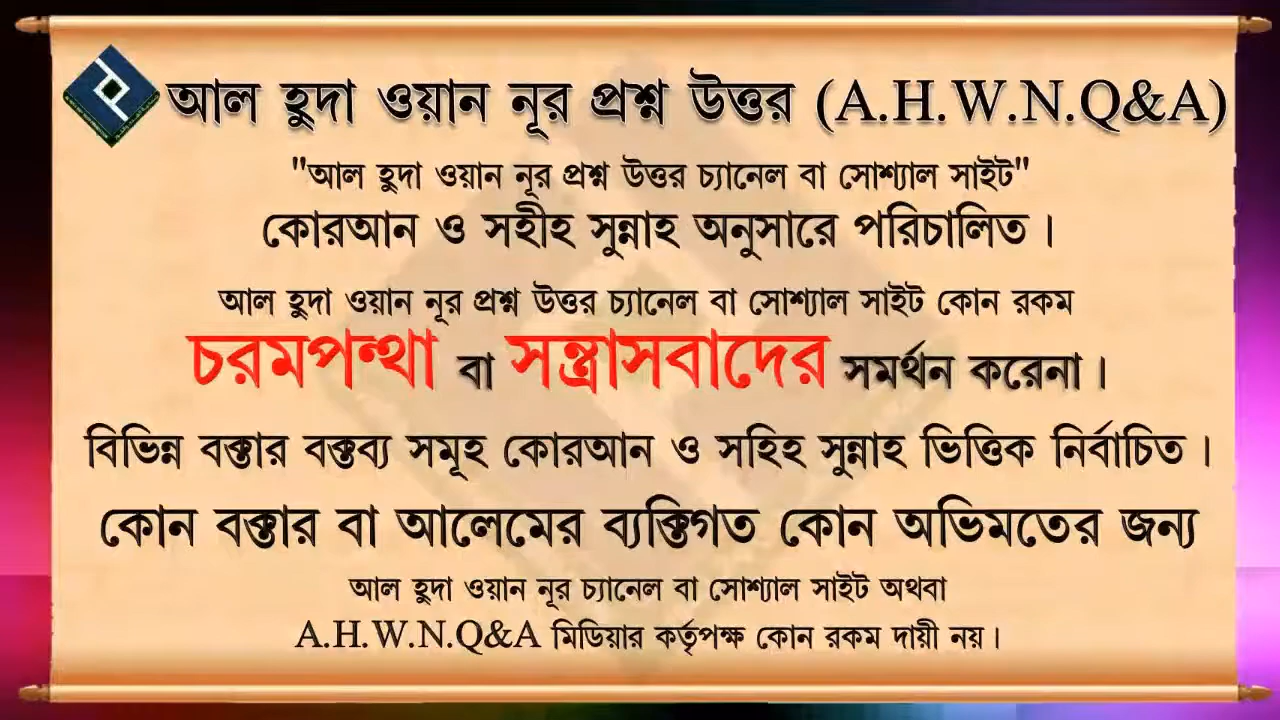 আল হুদা ওয়ান নূর প্রশ্ন উত্তর (A.H.W.N.Q&A)
"আল হুদা ওয়ান নূর প্রশ্ন উত্তর চ্যানেল বা সোশ্যাল সাইট"
কোরআন ও সহীহ সুন্নাহ অনুসারে পরিচালিত ।
আল হুদা ওয়ান নূর প্রশ্ন উত্তর চ্যানেল বা সোশ্যাল সাইট কোন রকম
চরমপন্থা বা সন্ত্রাসবাদের সমর্থন করেনা ।
বিভিন্ন বক্তার বক্তব্য সমূহ কোরআন ও সহিহ সুন্নাহ ভিত্তিক নির্বাচিত ।
কোন বক্তার বা আলেমের ব্যক্তিগত কোন অভিমতের জন্য
আল হুদা ওয়ান নূর চ্যানেল বা সোশ্যাল সাইট অথবা
A.H.W.N.Q&A মিডিয়ার কর্তৃপক্ষ কোন রকম দায়ী নয় ।